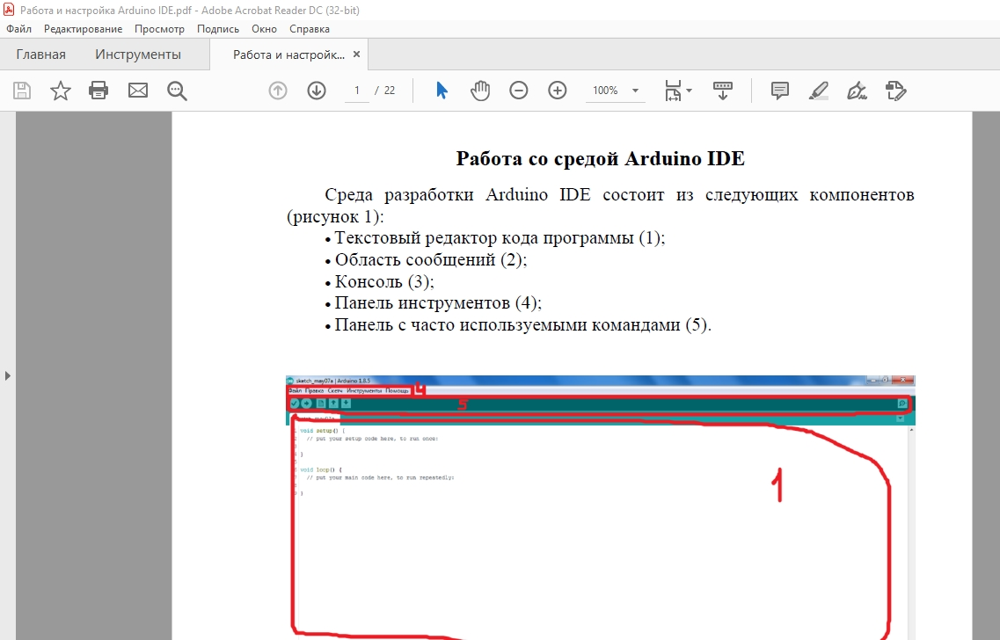 Работа и настройка Arduino IDE.pdf - Adobe Acrobat Reader DC (32-bit)
Файл Редактирование Просмотр Подпись Окно Справка
Главная Инструменты Работа и настройк... ×
1 / 22 100%
Работа со средой Arduino IDE
Среда разработки Arduino IDE состоит из следующих компонентов
(рисунок 1):
• Текстовый редактор кода программы (1);
• Область сообщений (2);
• Консоль (3);
• Панель инструментов (4);
• Панель с часто используемыми командами (5).
sketch_may07a | Arduino 1.8.5
Файл Правка Скетч Инструменты Помощь 4
5
void setup() {
// put your setup code here, to run once:
}
void loop() {
// put your main code here, to run repeatedly:
}
1